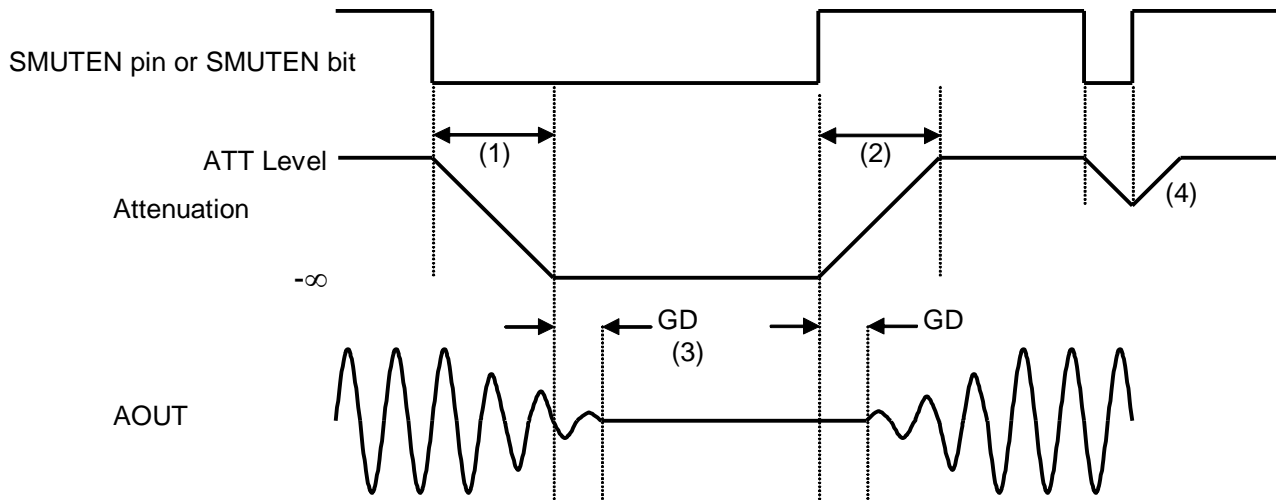 SMUTEN pin or SMUTEN bit
(1)
(2)
ATT Level
Attenuation
(4)
-∞
GD
(3)
GD
AOUT